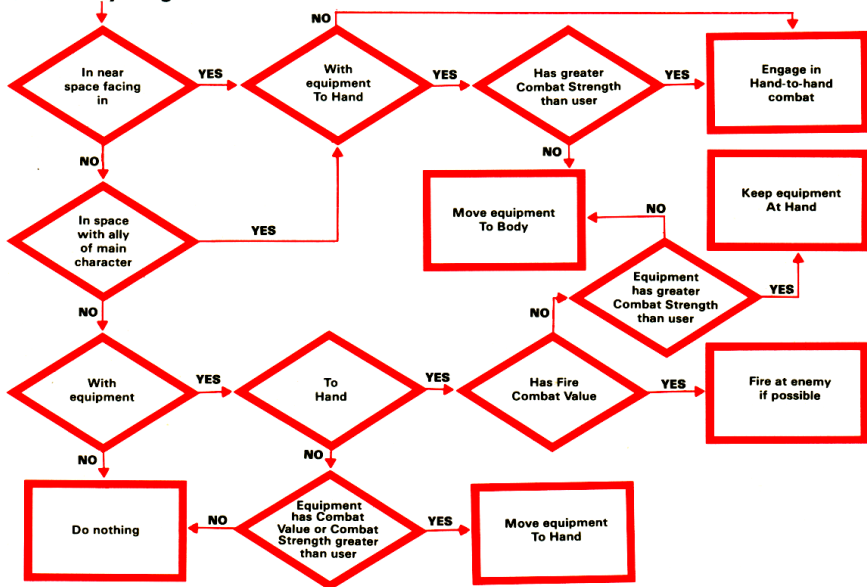 NO
In near
space facing
in
YES
With
equipment
To Hand
YES
Has greater
Combat Strength
than user
YES
Engage in
Hand-to-hand
combat
NO
NO
In space
with ally
of main
character
YES
Move equipment
To Body
NO
Keep equipment
At Hand
Equipment
has greater
Combat Strength
than user
YES
NO
NO
With
equipment
YES
To
Hand
YES
Has Fire
Combat Value
YES
Fire at enemy
if possible
NO
NO
Do nothing
NO
Equipment
has Combat
Value or Combat
Strength greater
than user
YES
Move equipment
To Hand